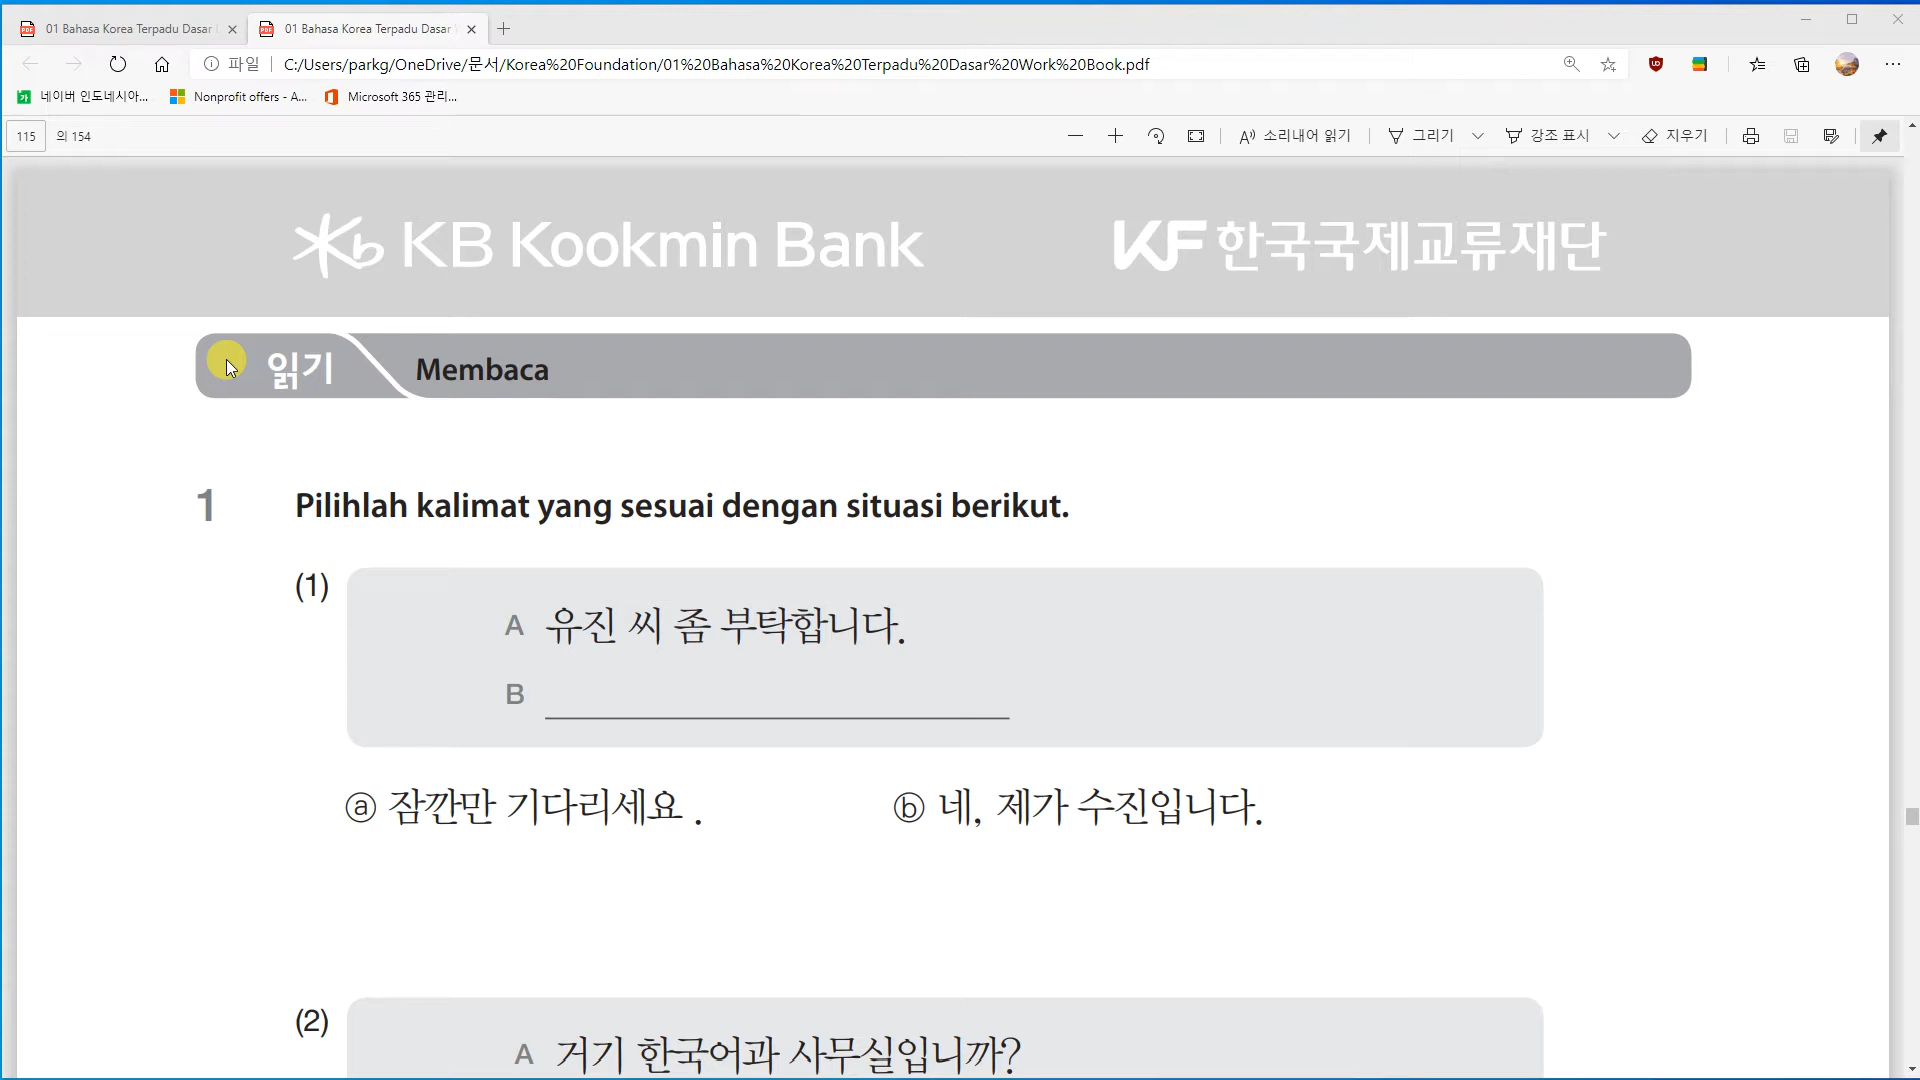 01 Bahasa Korea Terpadu Dasar
01 Bahasa Korea Terpadu Dasar
파일
C:/Users/parkg/OneDrive/문서/Korea%20Foundation/01%20Bahasa%20Korea%20Terpadu%20Dasar%20Work%20Book.pdf
네이버 인도네시아...
Nonprofit offers - A...
Microsoft 365 관리...
115 의 154
소리내어 읽기
그리기
강조 표시
지우기
Kb KB Kookmin Bank
KF 한국국제교류재단
읽기 Membaca
1 Pilihlah kalimat yang sesuai dengan situasi berikut.
(1)
A 유진 씨 좀 부탁합니다.
B
ⓐ 잠깐만 기다리세요 .
ⓑ 네, 제가 수진입니다.
(2)
A 거기 한국어과 사무실입니까?